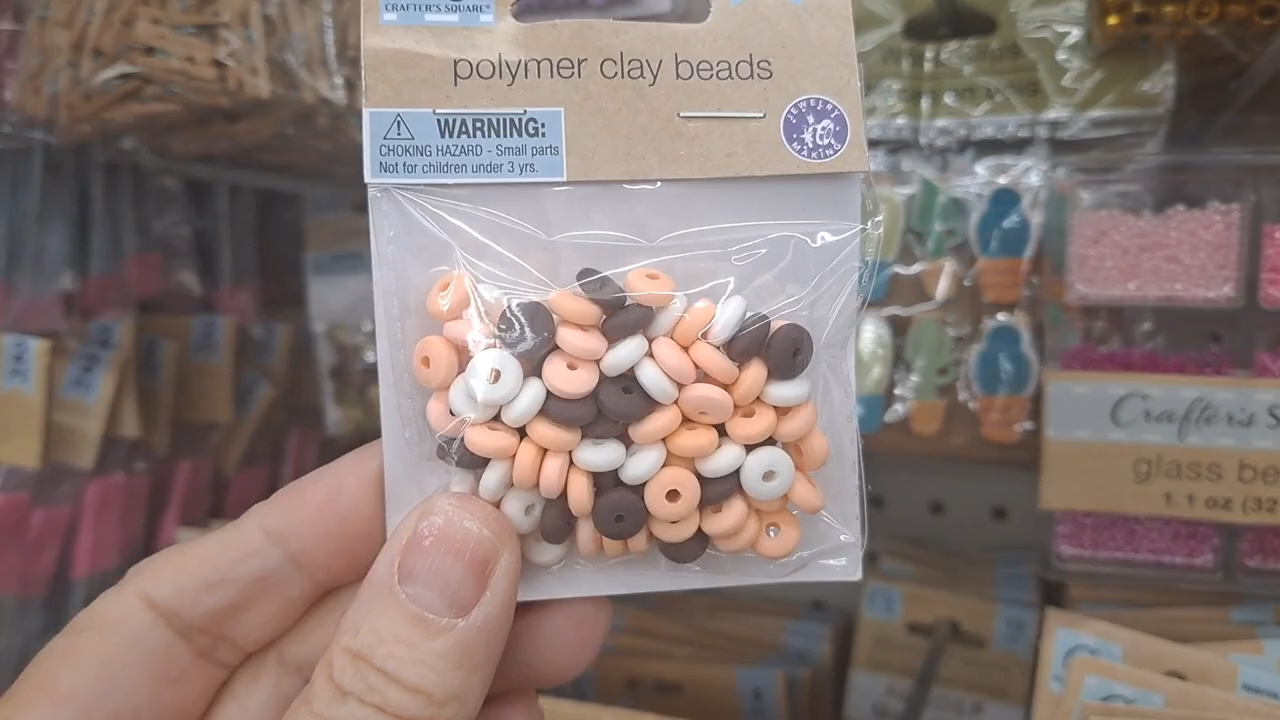 CRAFTER'S SQUARE®
polymer clay beads
WARNING:
CHOKING HAZARD - Small parts
Not for children under 3 yrs.
JEWELRY
MAKING
Crafter's S
glass be
1.1 oz (32